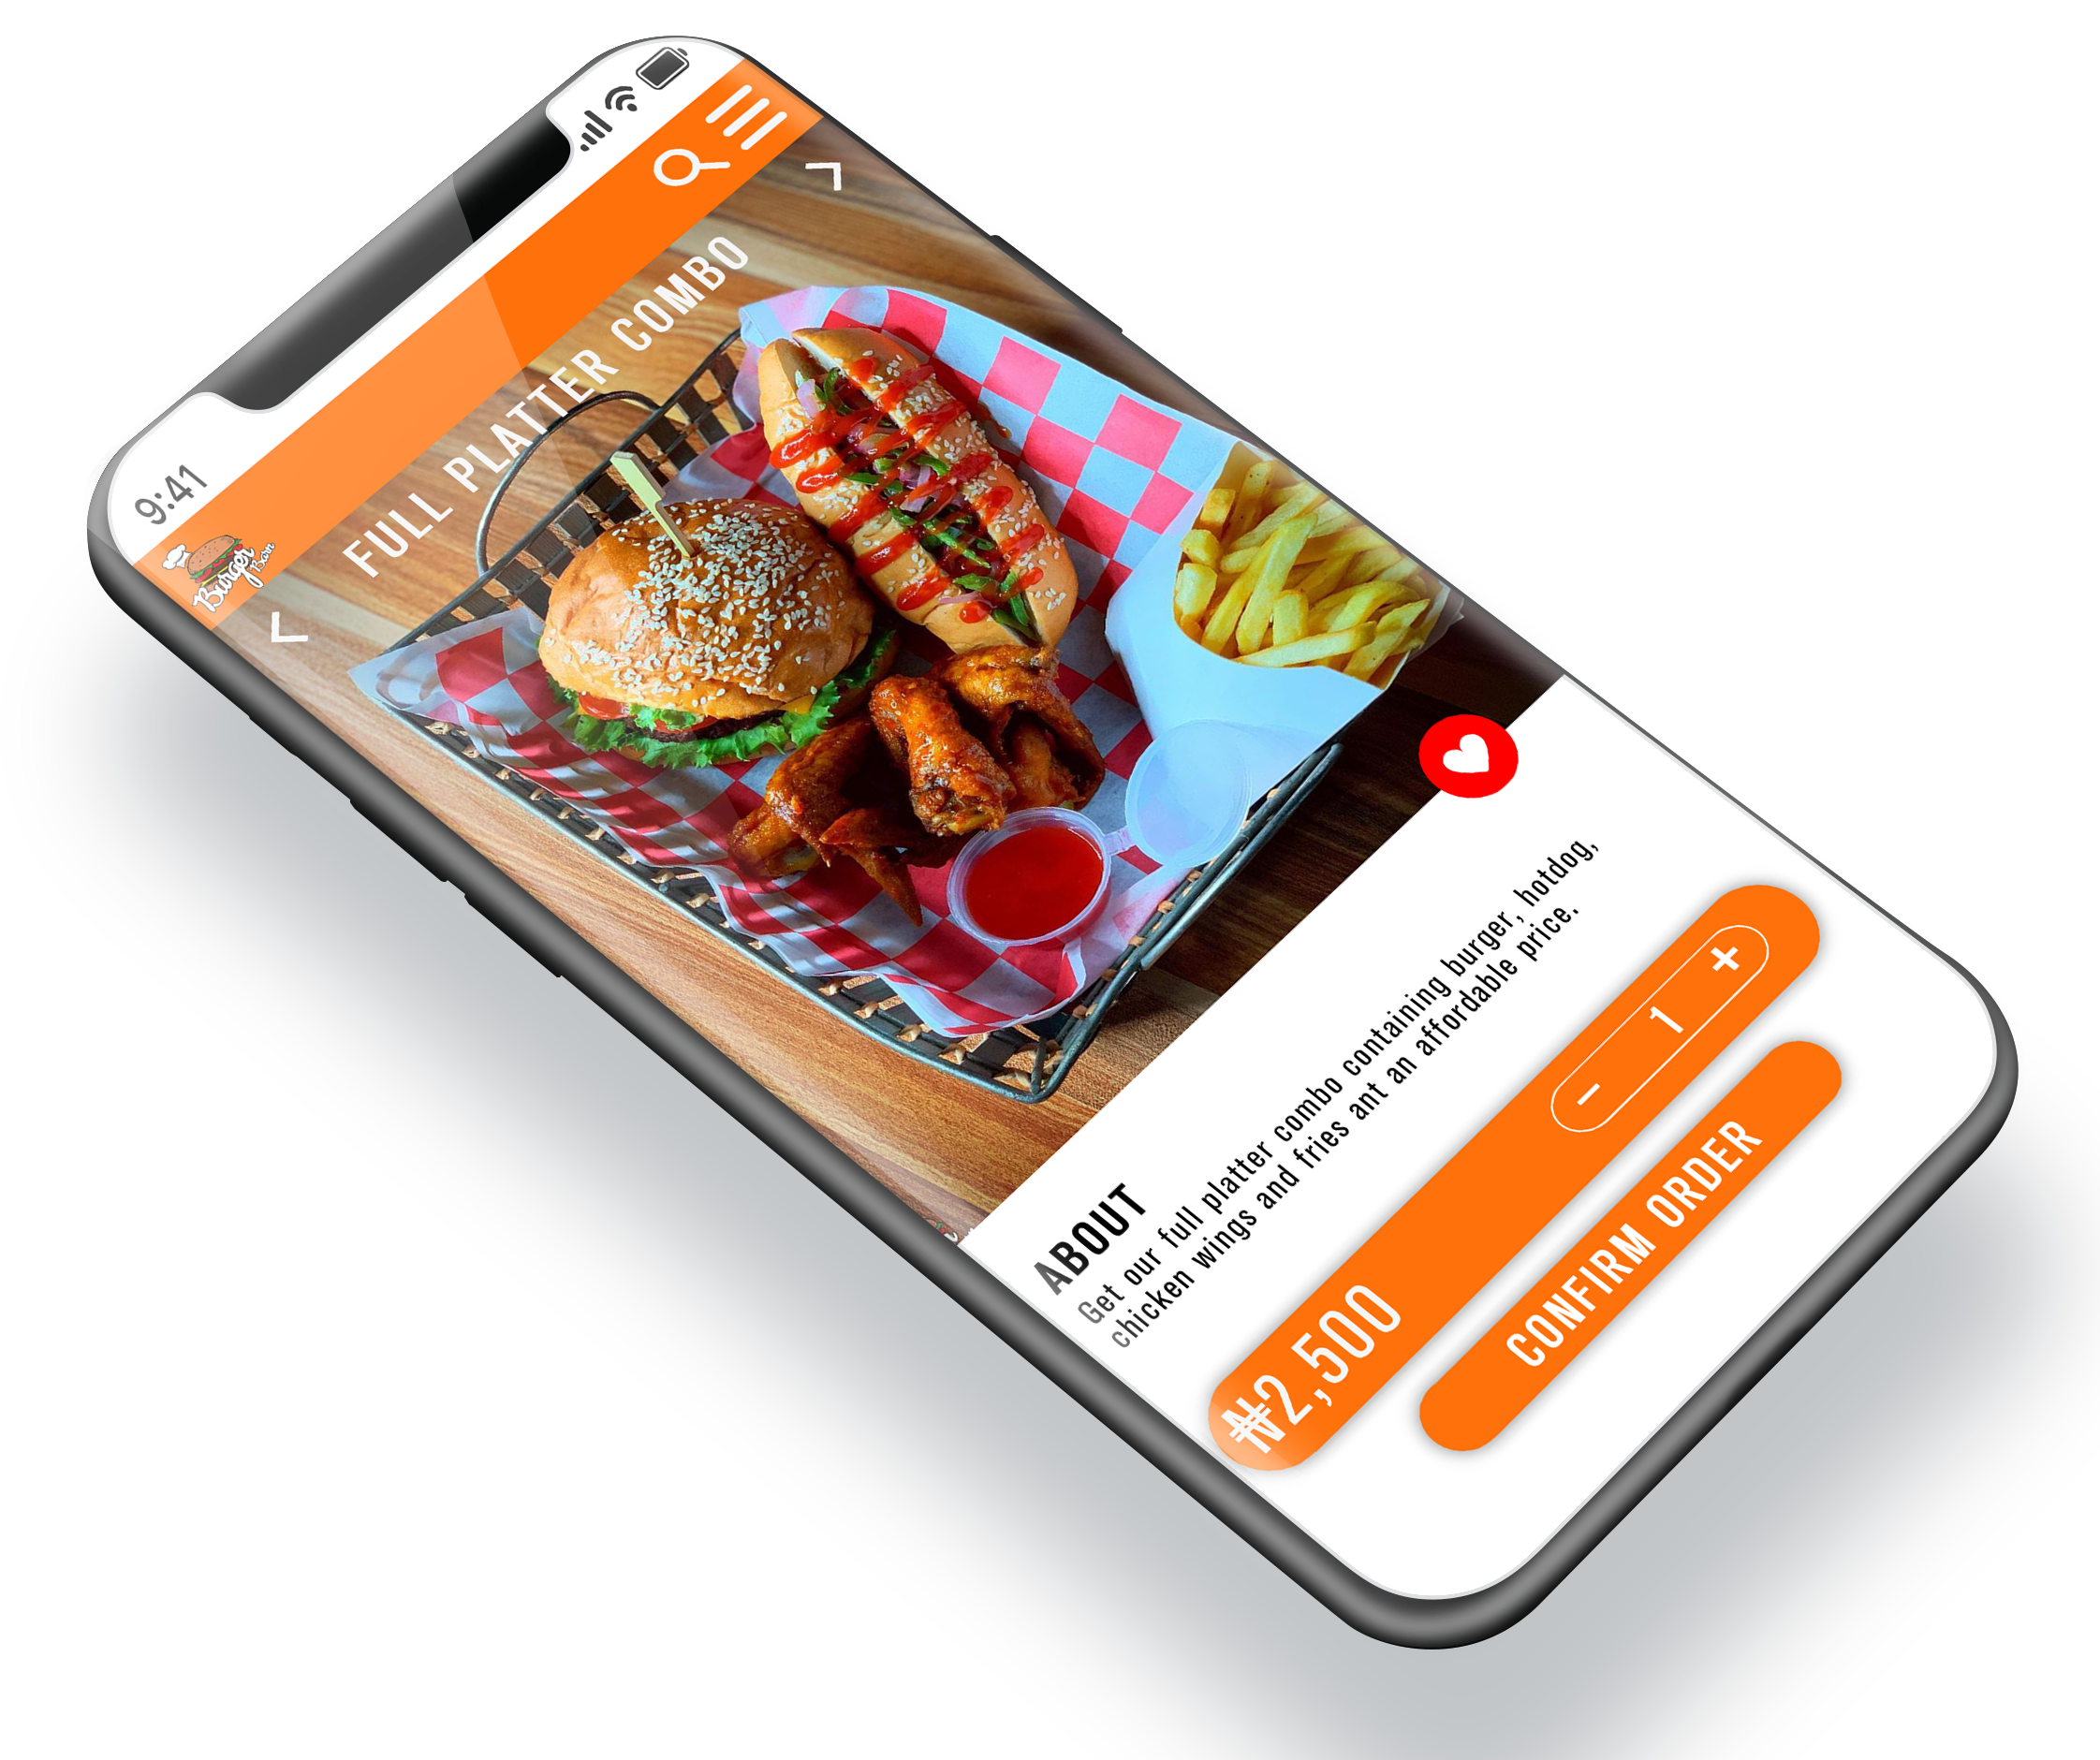 9:41
Burger
FULL PLATTER COMBO
ABOUT
Get our full platter combo containing burger, hotdog,
chicken wings and fries ant an affordable price.
₦2,500
- 1 +
CONFIRM ORDER